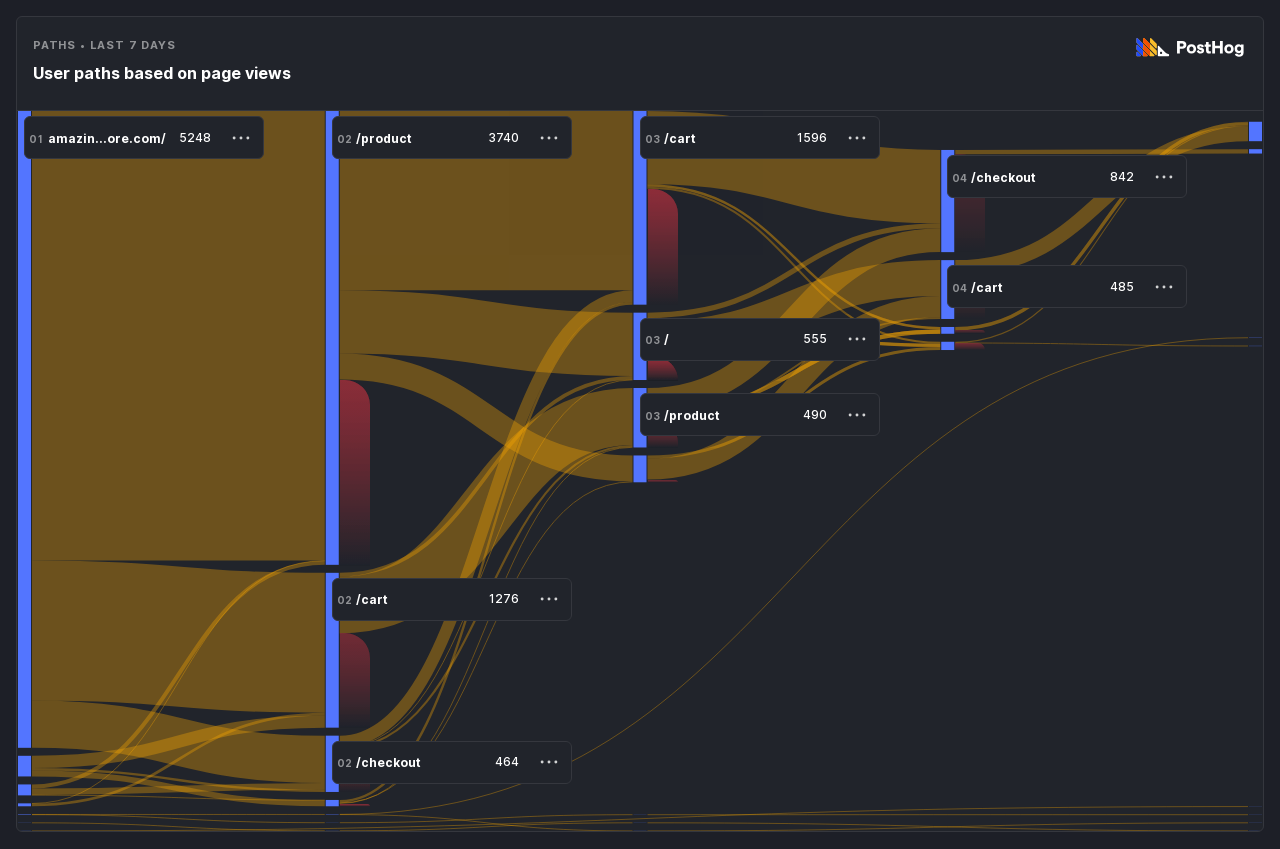 PATHS • LAST 7 DAYS
User paths based on page views
PostHog
01 amazin...ore.com/ 5248
02 /product 3740
03 /cart 1596
04 /checkout 842
04 /cart 485
03 / 555
03 /product 490
02 /cart 1276
02 /checkout 464